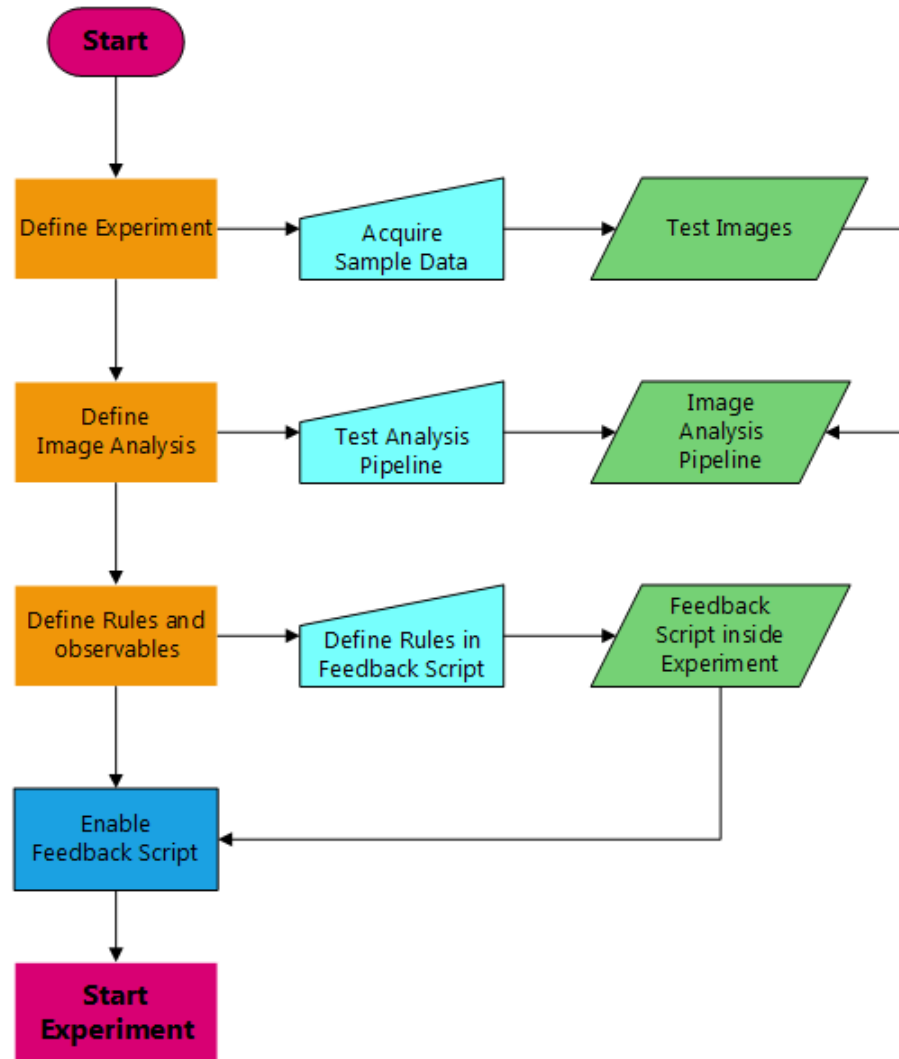 Start
Define Experiment
Acquire
Sample Data
Test Images
Define
Image Analysis
Test Analysis
Pipeline
Image
Analysis
Pipeline
Define Rules and
observables
Define Rules in
Feedback Script
Feedback
Script inside
Experiment
Enable
Feedback Script
Start
Experiment